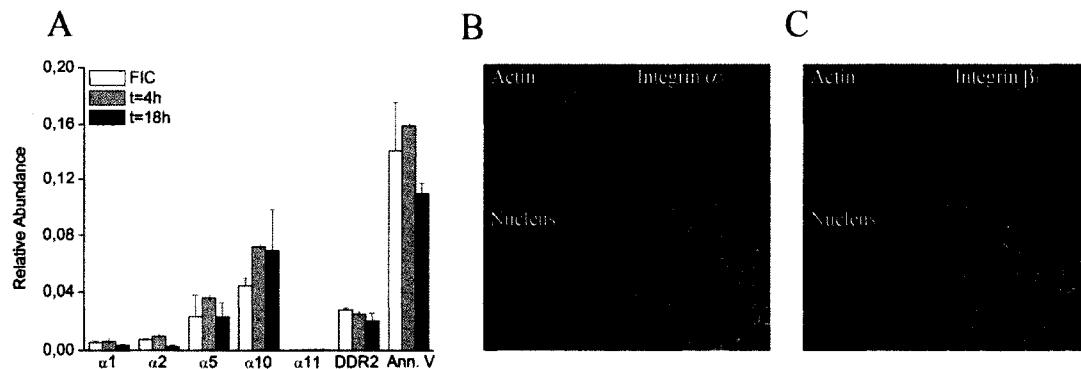 A
B
C
0,20
0,16
0,12
0,08
0,04
0,00
Relative Abundance
FIC
t=4h
t=18h
α1
α2
α5
α10
α11
DDR2
Ann. V
Actin
Integrin α
Nucleus
Actin
Integrin β
Nucleus